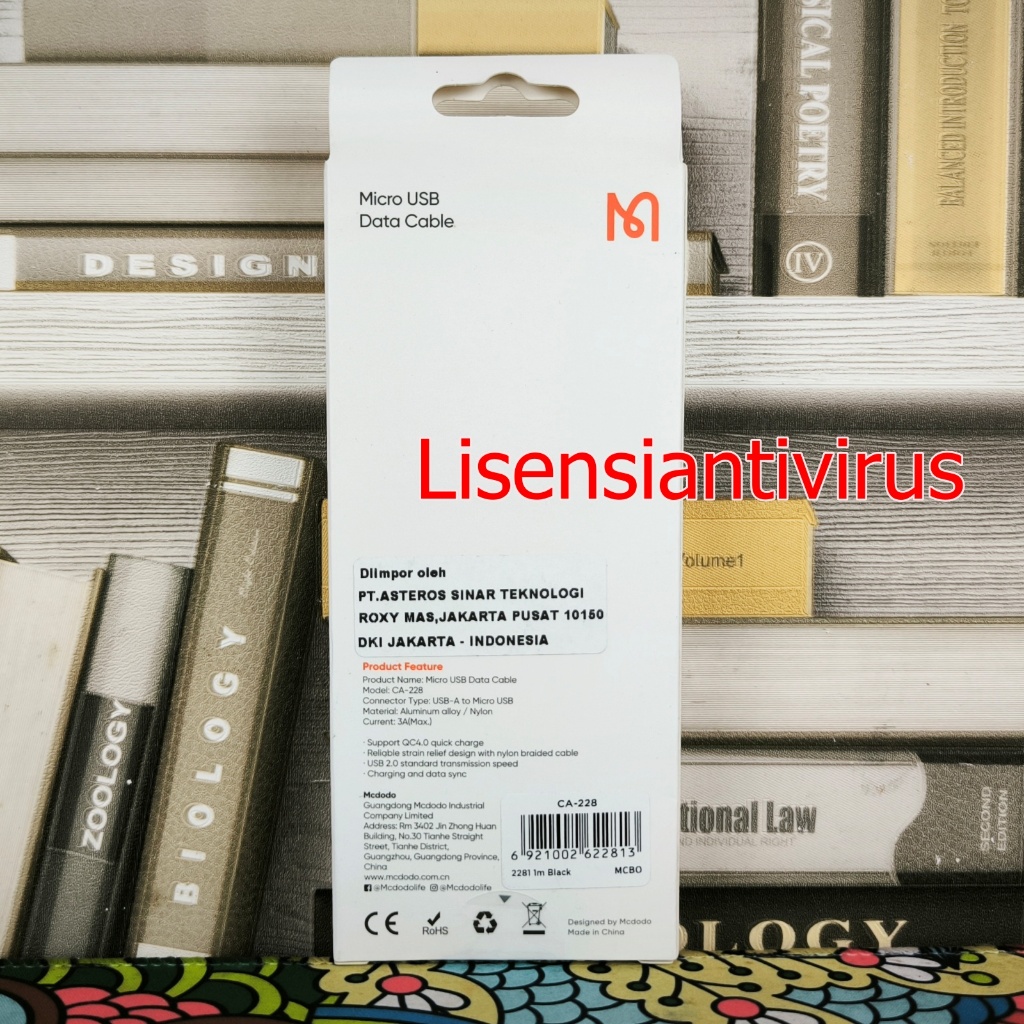 SICAL POETRY
IV
BALANCED INTRODUCTION TO
DESIGN
Micro USB
Data Cable
Lisensiantivirus
Volume1
BIOLOGY
ZOOLOGY
Diimpor oleh
PT.ASTEROS SINAR TEKNOLOGI
ROXY MAS,JAKARTA PUSAT 10150
DKI JAKARTA - INDONESIA
Product Feature
Product Name: Micro USB Data Cable
Model: CA-228
Connector Type: USB-A to Micro USB
Material: Aluminum alloy / Nylon
Current: 3A(Max.)
· Support QC4.0 quick charge
· Reliable strain relief design with nylon braided cable
· USB 2.0 standard transmission speed
· Charging and data sync
Mcdodo
Guangdong Mcdodo Industrial
Company Limited
Address: Rm 3402 Jin Zhong Huan
Building, No.30 Tianhe Straight
Street, Tianhe District,
Guangzhou, Guangdong Province,
China
www.mcdodo.com.cn
@Mcdodolife @Mcdodolife
CA-228
6 921002 622813
2281 1m Black MCBO
CE
RoHS
Designed by Mcdodo
Made in China
tional Law
ND INDIVIDUAL RIGHT
SECOND
EDITION
OLOGY